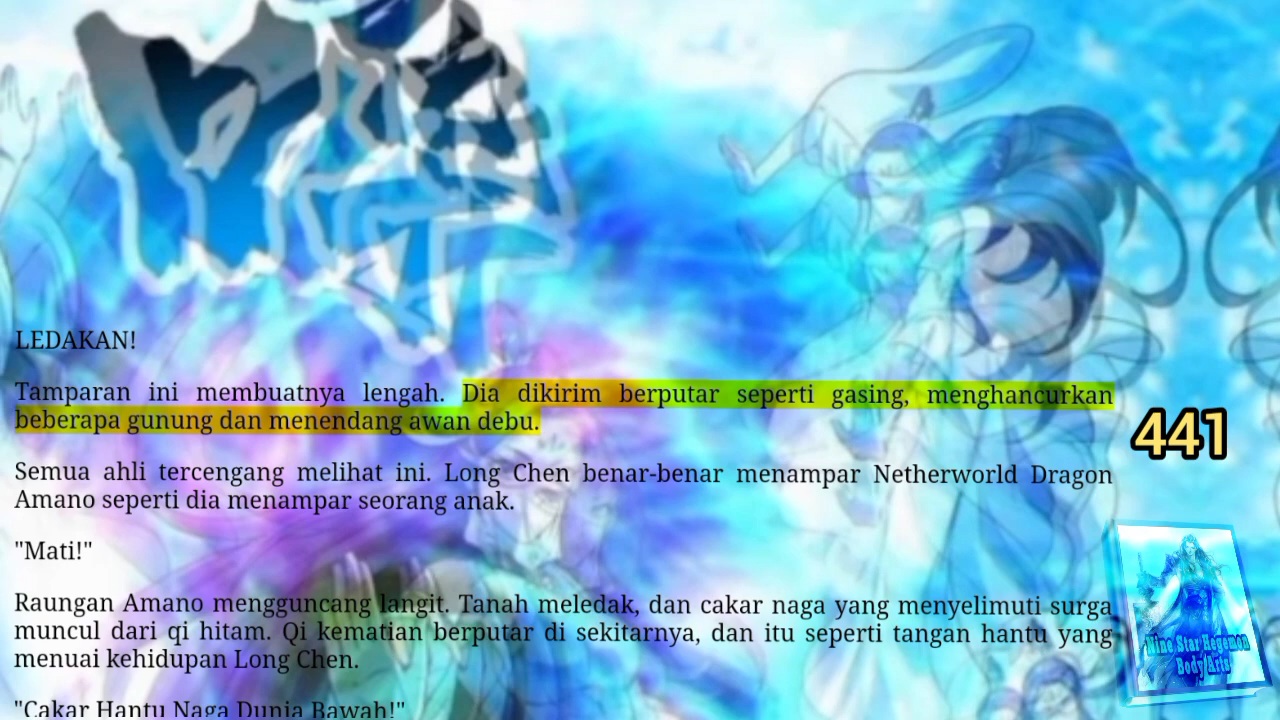 LEDAKAN!
Tamparan ini membuatnya lengah. Dia dikirim berputar seperti gasing, menghancurkan
beberapa gunung dan menendang awan debu.
441
Semua ahli tercengang melihat ini. Long Chen benar-benar menampar Netherworld Dragon
Amano seperti dia menampar seorang anak.
"Mati!"
Raungan Amano mengguncang langit. Tanah meledak, dan cakar naga yang menyelimuti surga
muncul dari qi hitam. Qi kematian berputar di sekitarnya, dan itu seperti tangan hantu yang
menuai kehidupan Long Chen.
Nine Star Hegemon
Body Arts
"Cakar Hantu Naga Dunia Bawah!"